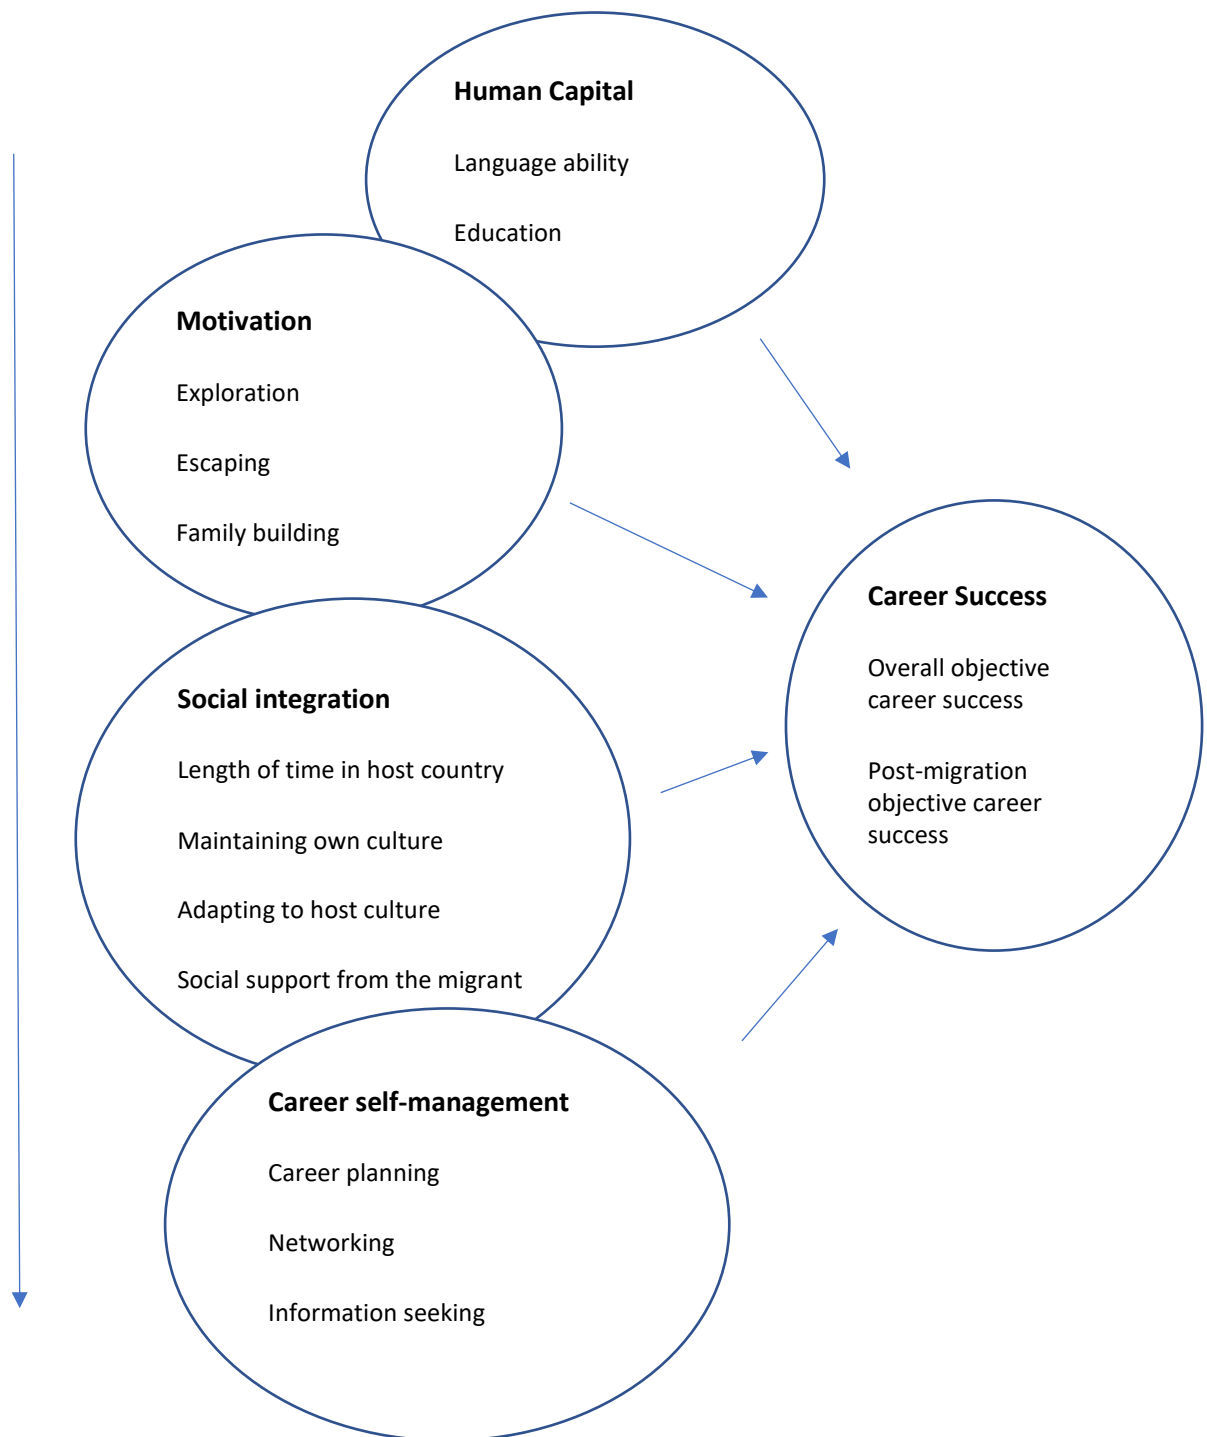 Human Capital
Language ability
Education
Motivation
Exploration
Escaping
Family building
Career Success
Overall objective
career success
Post-migration
objective career
success
Social integration
Length of time in host country
Maintaining own culture
Adapting to host culture
Social support from the migrant
Career self-management
Career planning
Networking
Information seeking